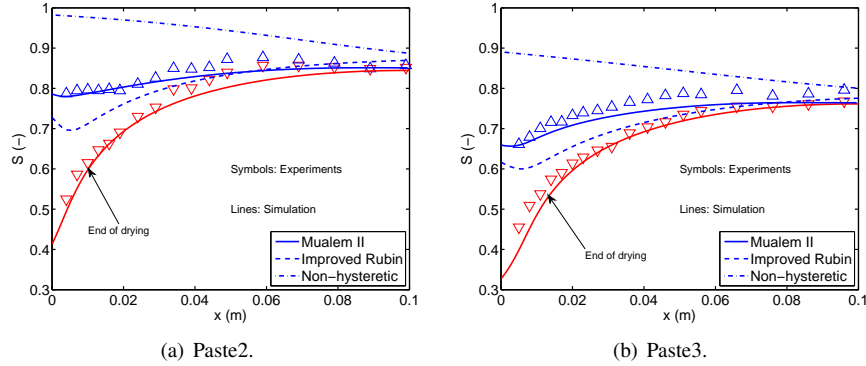 1
0.9
0.8
0.7
0.6
0.5
0.4
0.3
S (−)
0
0.02
0.04
0.06
0.08
0.1
x (m)
Symbols: Experiments
Lines: Simulation
End of drying
Mualem II
Improved Rubin
Non−hysteretic
(a) Paste2.
1
0.9
0.8
0.7
0.6
0.5
0.4
0.3
S (−)
0
0.02
0.04
0.06
0.08
0.1
x (m)
Symbols: Experiments
Lines: Simulation
End of drying
Mualem II
Improved Rubin
Non−hysteretic
(b) Paste3.